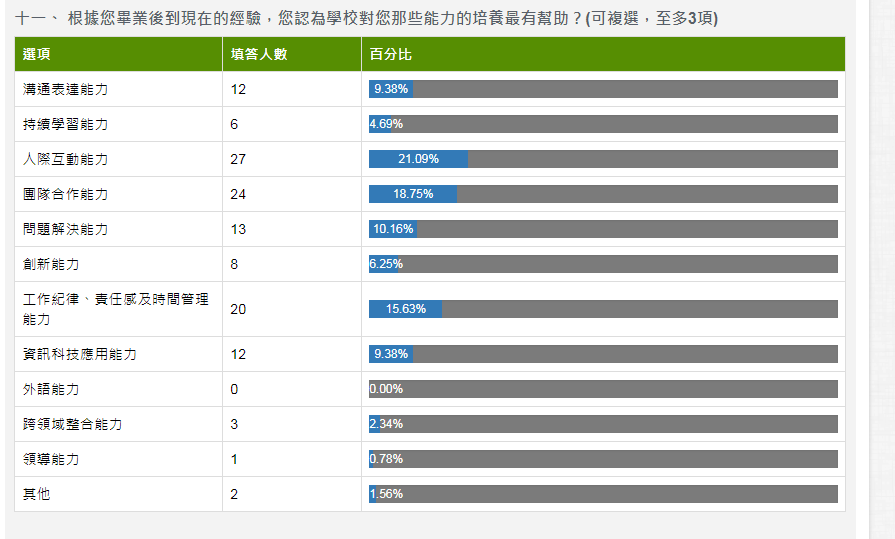 十一、 根據您畢業後到現在的經驗，您認為學校對您那些能力的培養最有幫助？(可複選，至多3項)
選項 填答人數 百分比
溝通表達能力 12 9.38%
持續學習能力 6 4.69%
人際互動能力 27 21.09%
團隊合作能力 24 18.75%
問題解決能力 13 10.16%
創新能力 8 6.25%
工作紀律、責任感及時間管理
能力 20 15.63%
資訊科技應用能力 12 9.38%
外語能力 0 0.00%
跨領域整合能力 3 2.34%
領導能力 1 0.78%
其他 2 1.56%